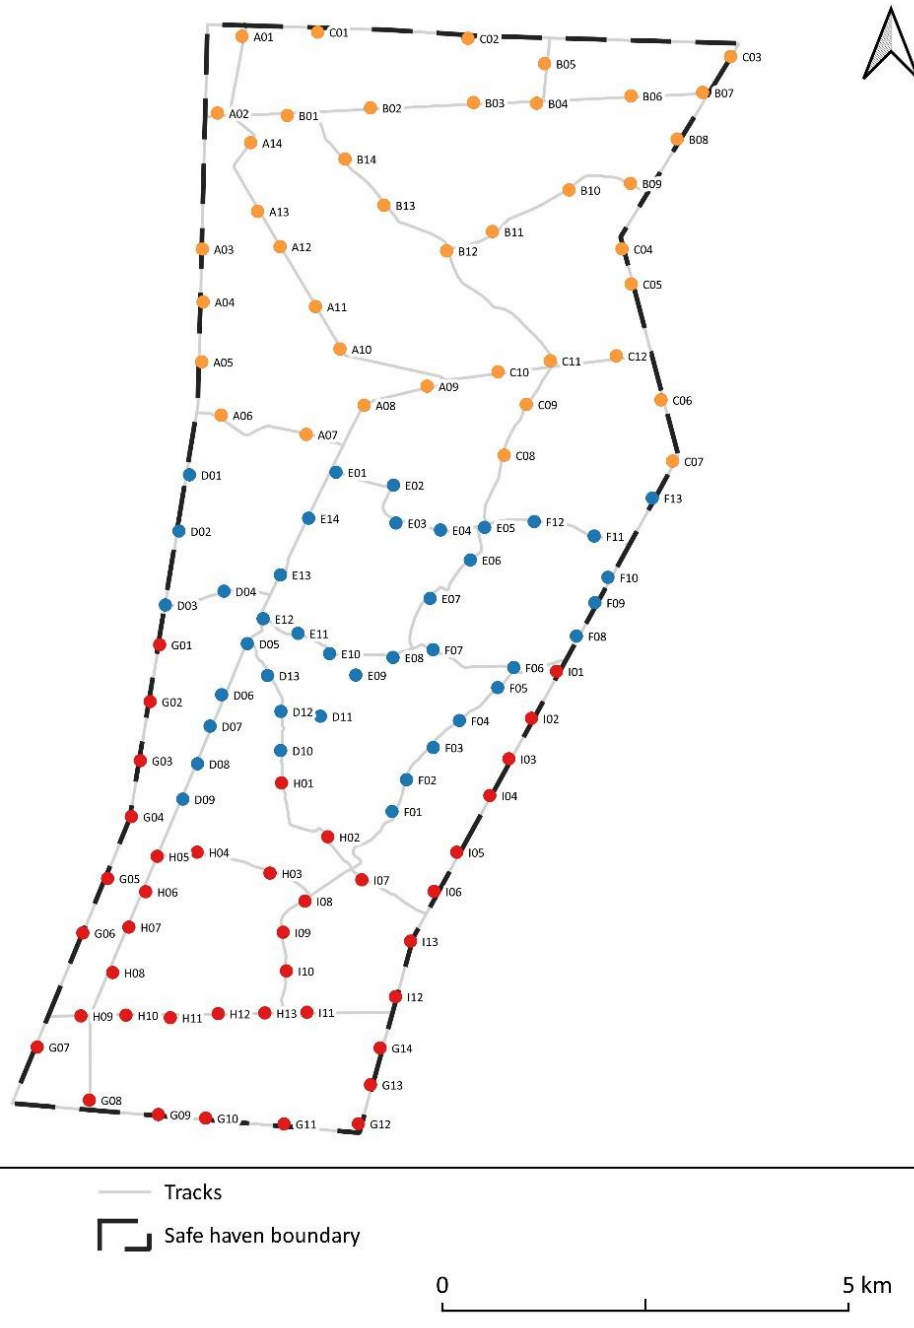 A01
C01
C02
C03
B05
B07
B06
B04
B03
B02
A02
B01
B08
A14
B14
B09
B10
B13
A13
B11
A12
B12
A03
C04
C05
A04
A11
A10
C12
C11
A05
C10
A09
C06
C09
A08
A06
A07
C08
C07
E01
D01
E02
F13
E14
E03
F12
E05
E04
D02
F11
E06
E13
F10
D04
E07
F09
D03
E12
E11
F08
D05
G01
F07
E10
E08
F06
I01
D13
E09
F05
D06
G02
D12
D11
I02
F04
D07
F03
D10
I03
G03
D08
F02
H01
I04
D09
F01
G04
H02
H04
I05
H05
H03
G05
I07
H06
I06
I08
H07
I09
G06
I13
I10
H08
I12
I11
H13
H12
H09
H10
H11
G07
G14
G13
G08
G09
G10
G11
G12
Tracks
Safe haven boundary
0
5 km